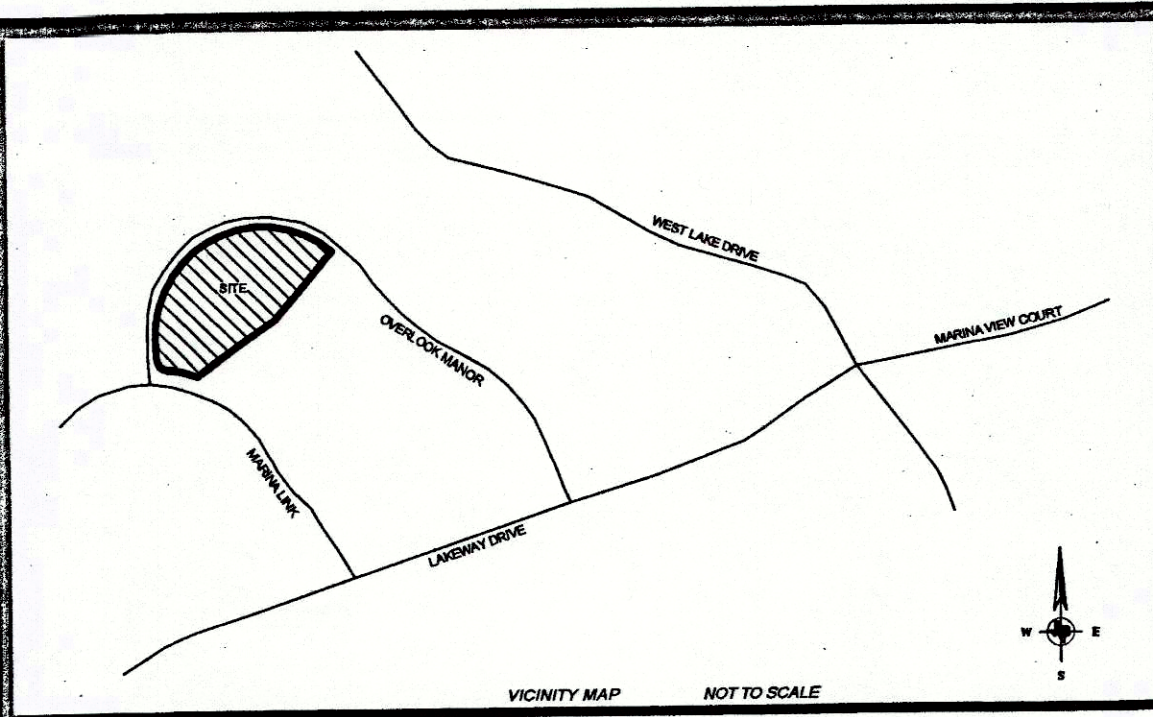 WEST LAKE DRIVE
SITE
MARINA VIEW COURT
OVERLOOK MANOR
MARINA LINK
LAKEWAY DRIVE
W E
S
VICINITY MAP NOT TO SCALE